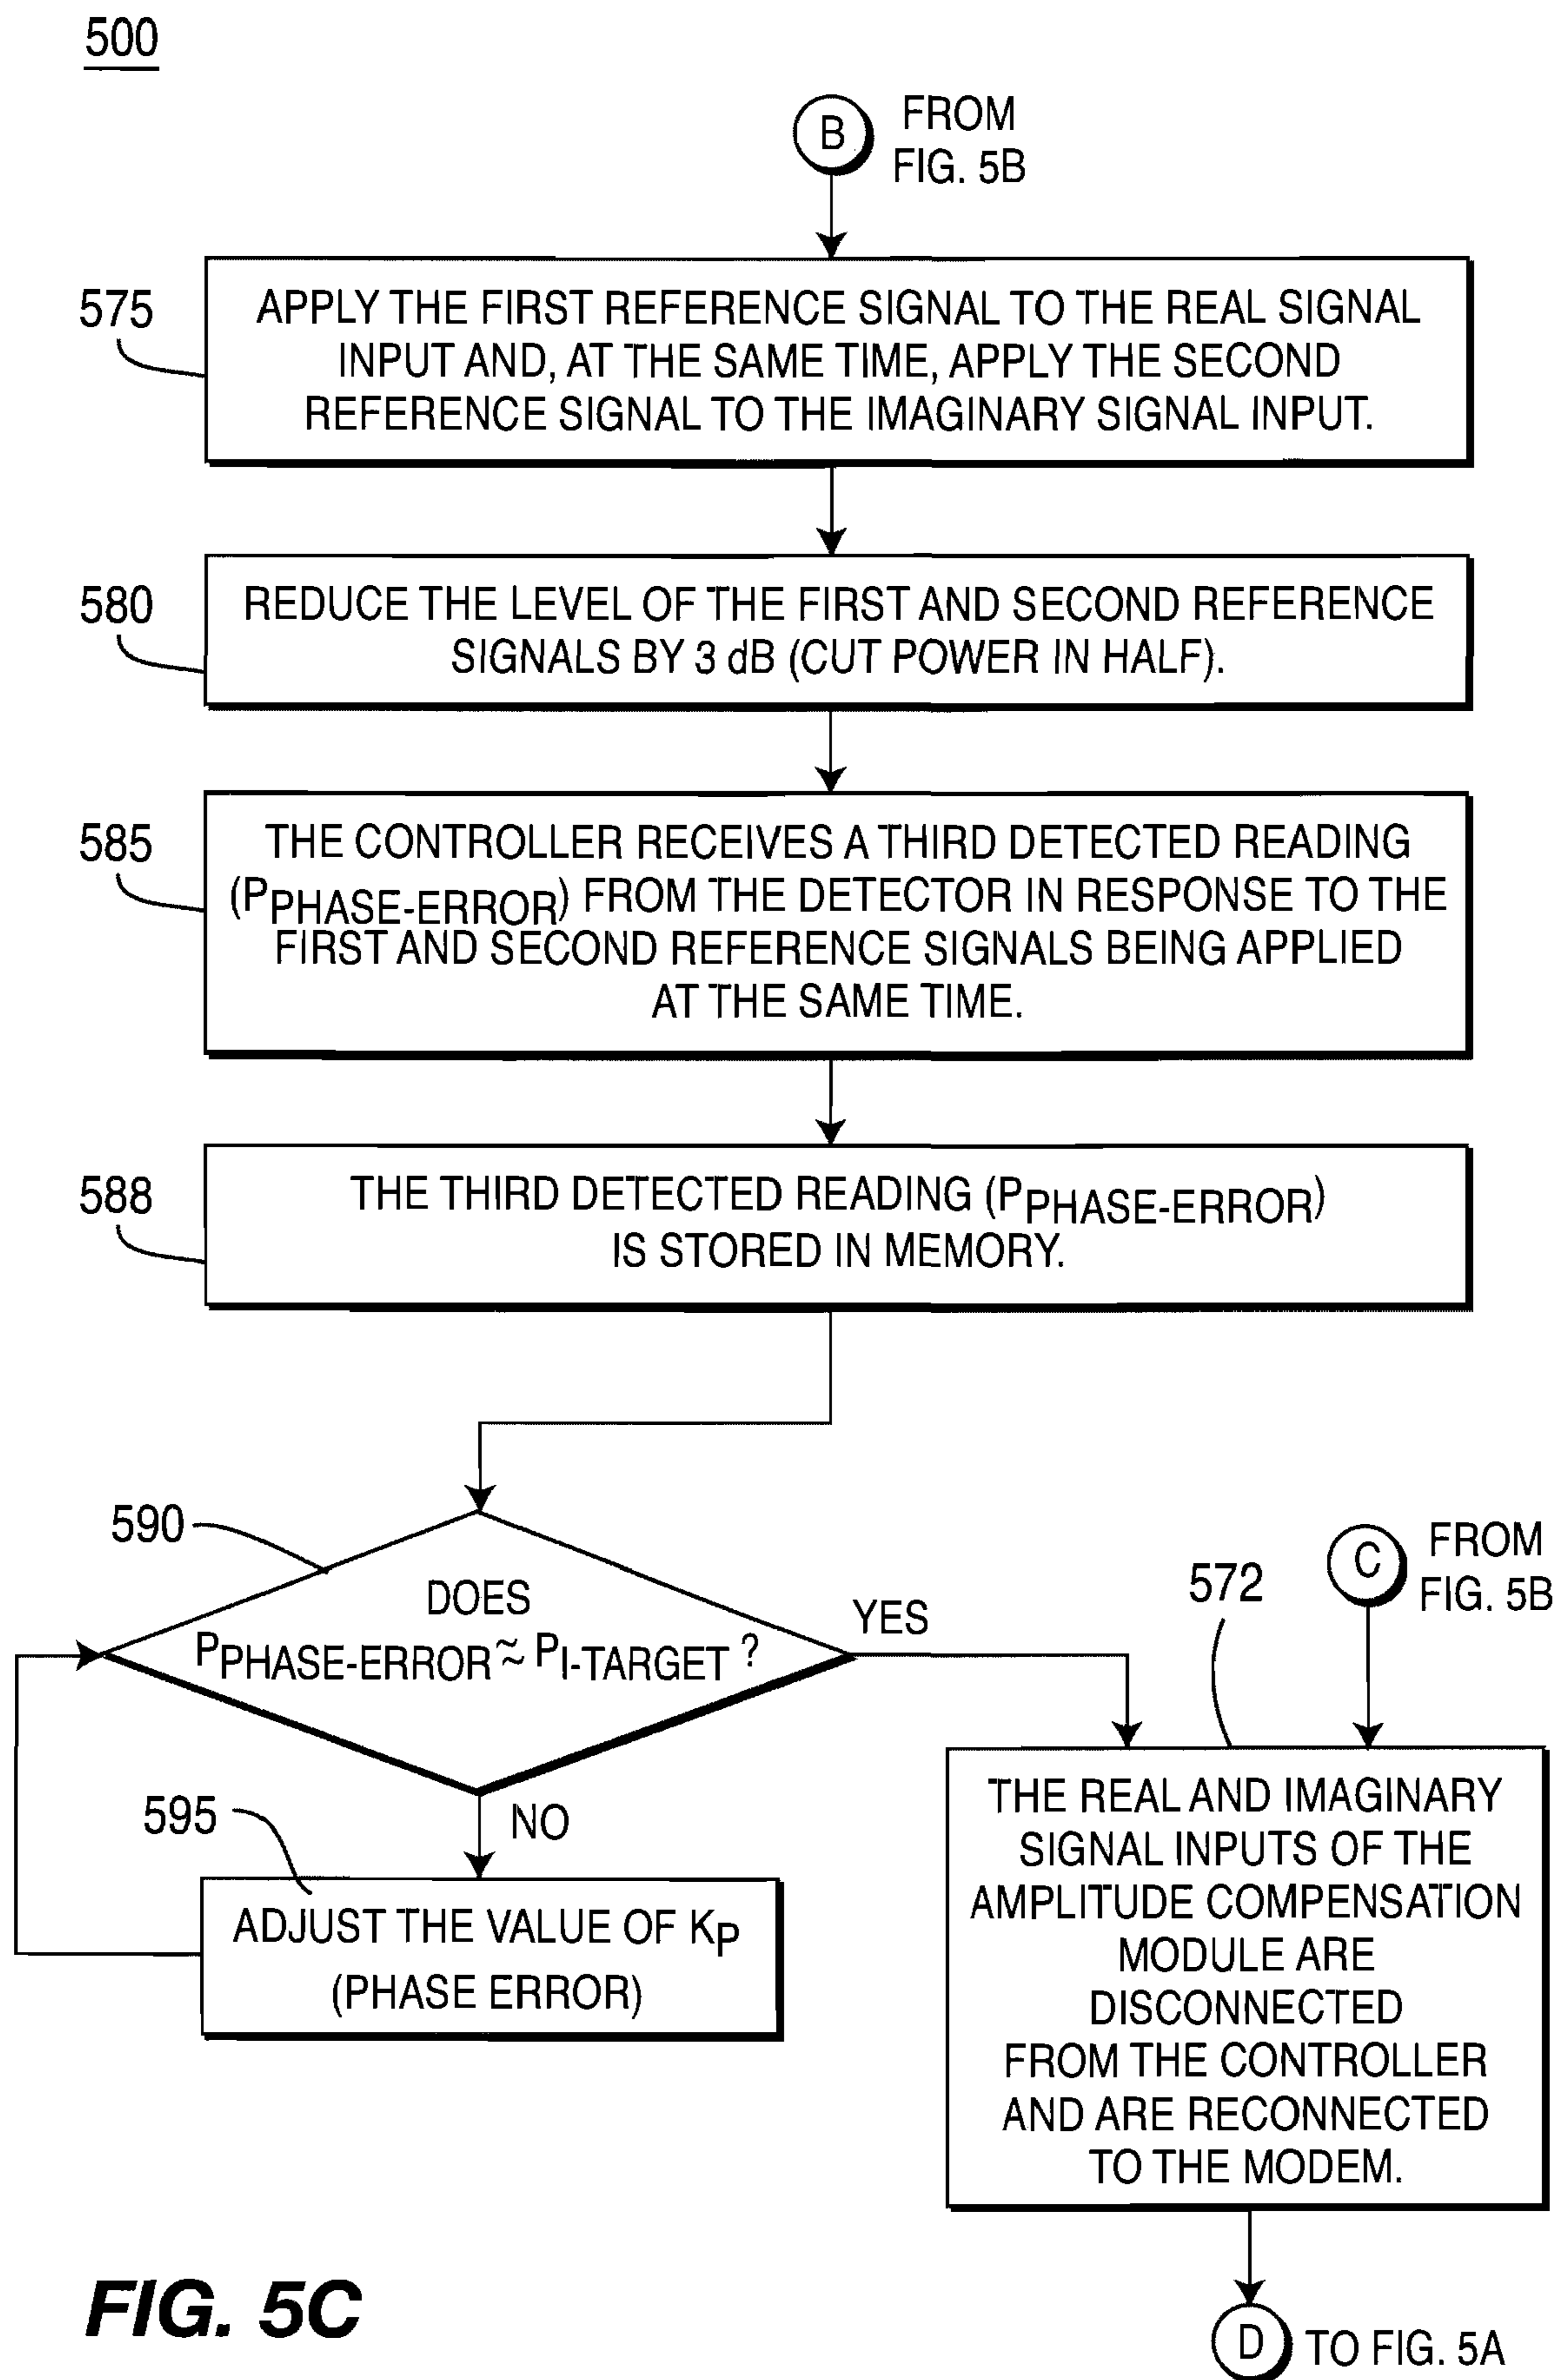 500
B
FROM
FIG. 5B
575
APPLY THE FIRST REFERENCE SIGNAL TO THE REAL SIGNAL
INPUT AND, AT THE SAME TIME, APPLY THE SECOND
REFERENCE SIGNAL TO THE IMAGINARY SIGNAL INPUT.
580
REDUCE THE LEVEL OF THE FIRST AND SECOND REFERENCE
SIGNALS BY 3 dB (CUT POWER IN HALF).
585
THE CONTROLLER RECEIVES A THIRD DETECTED READING
(PPHASE-ERROR) FROM THE DETECTOR IN RESPONSE TO THE
FIRST AND SECOND REFERENCE SIGNALS BEING APPLIED
AT THE SAME TIME.
588
THE THIRD DETECTED READING (PPHASE-ERROR)
IS STORED IN MEMORY.
590
DOES
PPHASE-ERROR ≈ PI-TARGET ?
YES
NO
572
C
FROM
FIG. 5B
595
ADJUST THE VALUE OF KP
(PHASE ERROR)
THE REAL AND IMAGINARY
SIGNAL INPUTS OF THE
AMPLITUDE COMPENSATION
MODULE ARE
DISCONNECTED
FROM THE CONTROLLER
AND ARE RECONNECTED
TO THE MODEM.
D
TO FIG. 5A
FIG. 5C